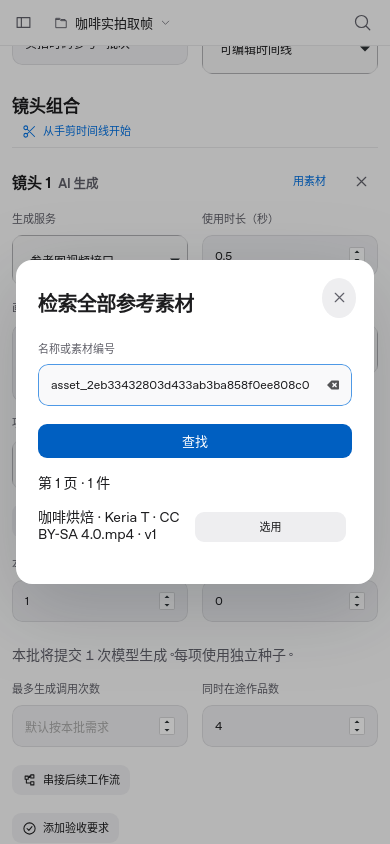 咖啡实拍取帧
可编辑时间线
镜头组合
从手剪时间线开始
镜头 1 AI 生成
用素材
生成服务
使用时长（秒）
0.5
检索全部参考素材
名称或素材编号
asset_2eb33432803d433ab3ba858f0ee808c0
查找
第 1 页 · 1 件
咖啡烘焙 · Keria T · CC
BY-SA 4.0.mp4 · v1
选用
1
0
本批将提交 1 次模型生成。每项使用独立种子。
最多生成调用次数
同时在途作品数
默认按本批需求
4
串接后续工作流
添加验收要求